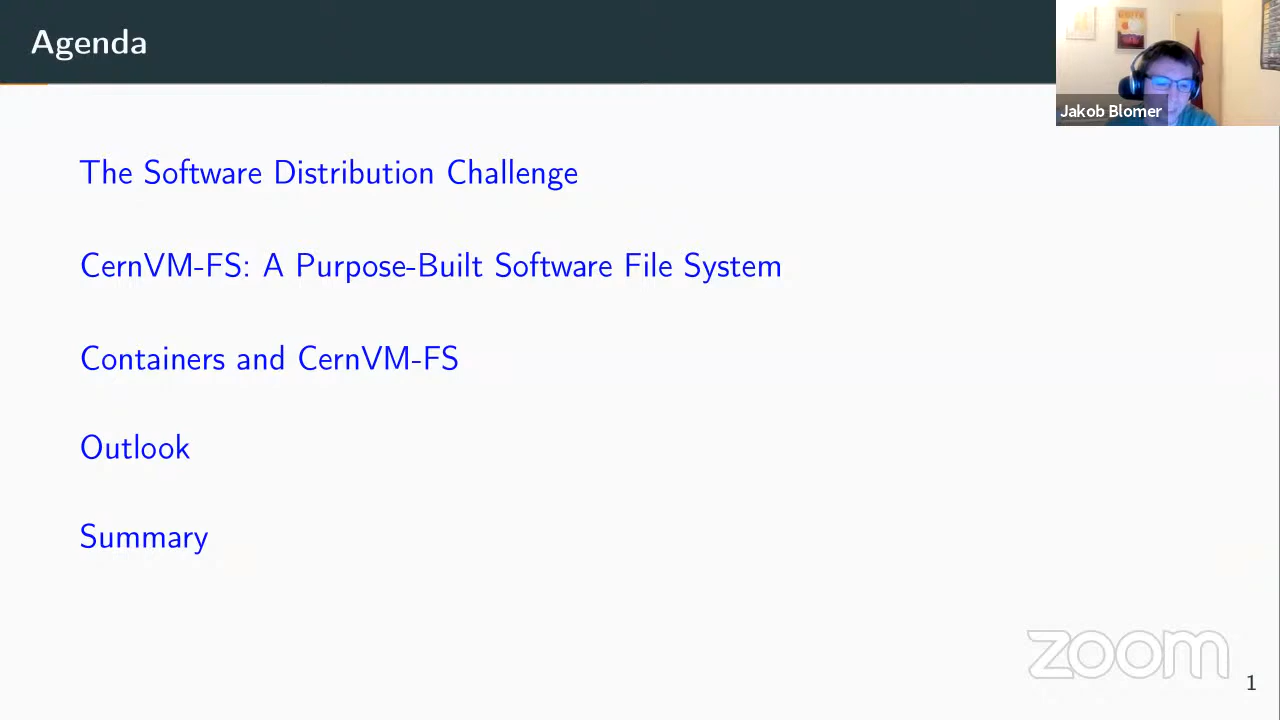 Agenda
Jakob Blomer
The Software Distribution Challenge
CernVM-FS: A Purpose-Built Software File System
Containers and CernVM-FS
Outlook
Summary
zoom
1